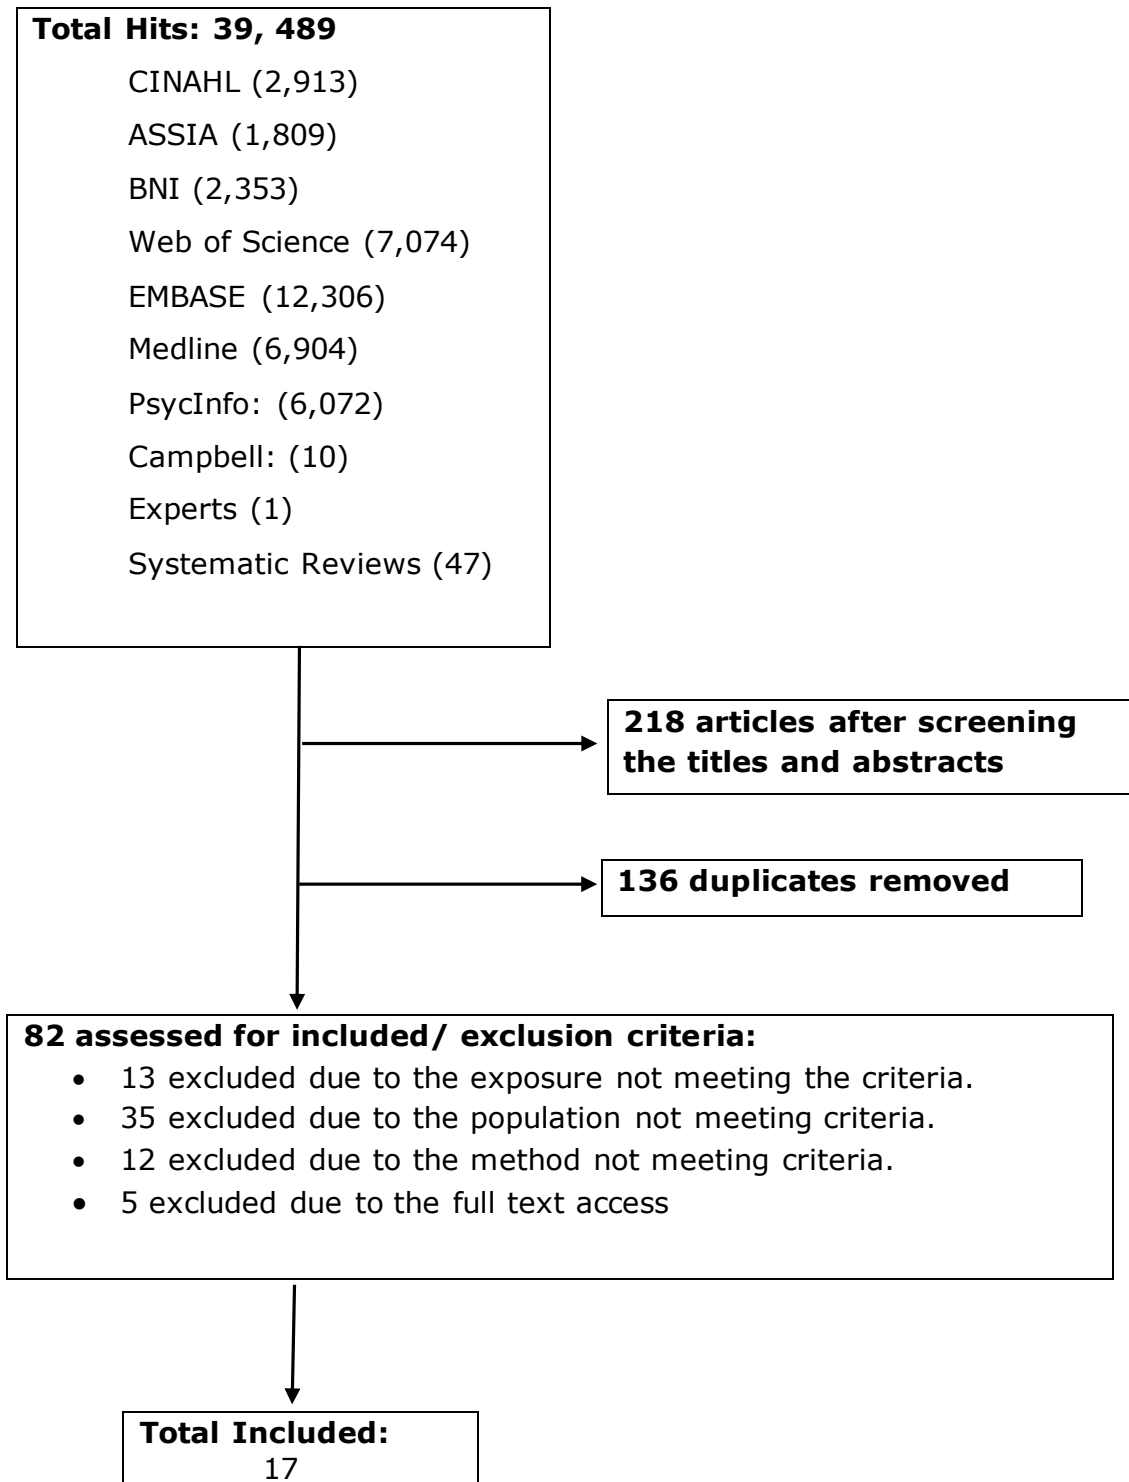 Total Hits: 39, 489
CINAHL (2,913)
ASSIA (1,809)
BNI (2,353)
Web of Science (7,074)
EMBASE (12,306)
Medline (6,904)
PsycInfo: (6,072)
Campbell: (10)
Experts (1)
Systematic Reviews (47)
218 articles after screening
the titles and abstracts
136 duplicates removed
82 assessed for included/ exclusion criteria:
• 13 excluded due to the exposure not meeting the criteria.
• 35 excluded due to the population not meeting criteria.
• 12 excluded due to the method not meeting criteria.
• 5 excluded due to the full text access
Total Included:
17